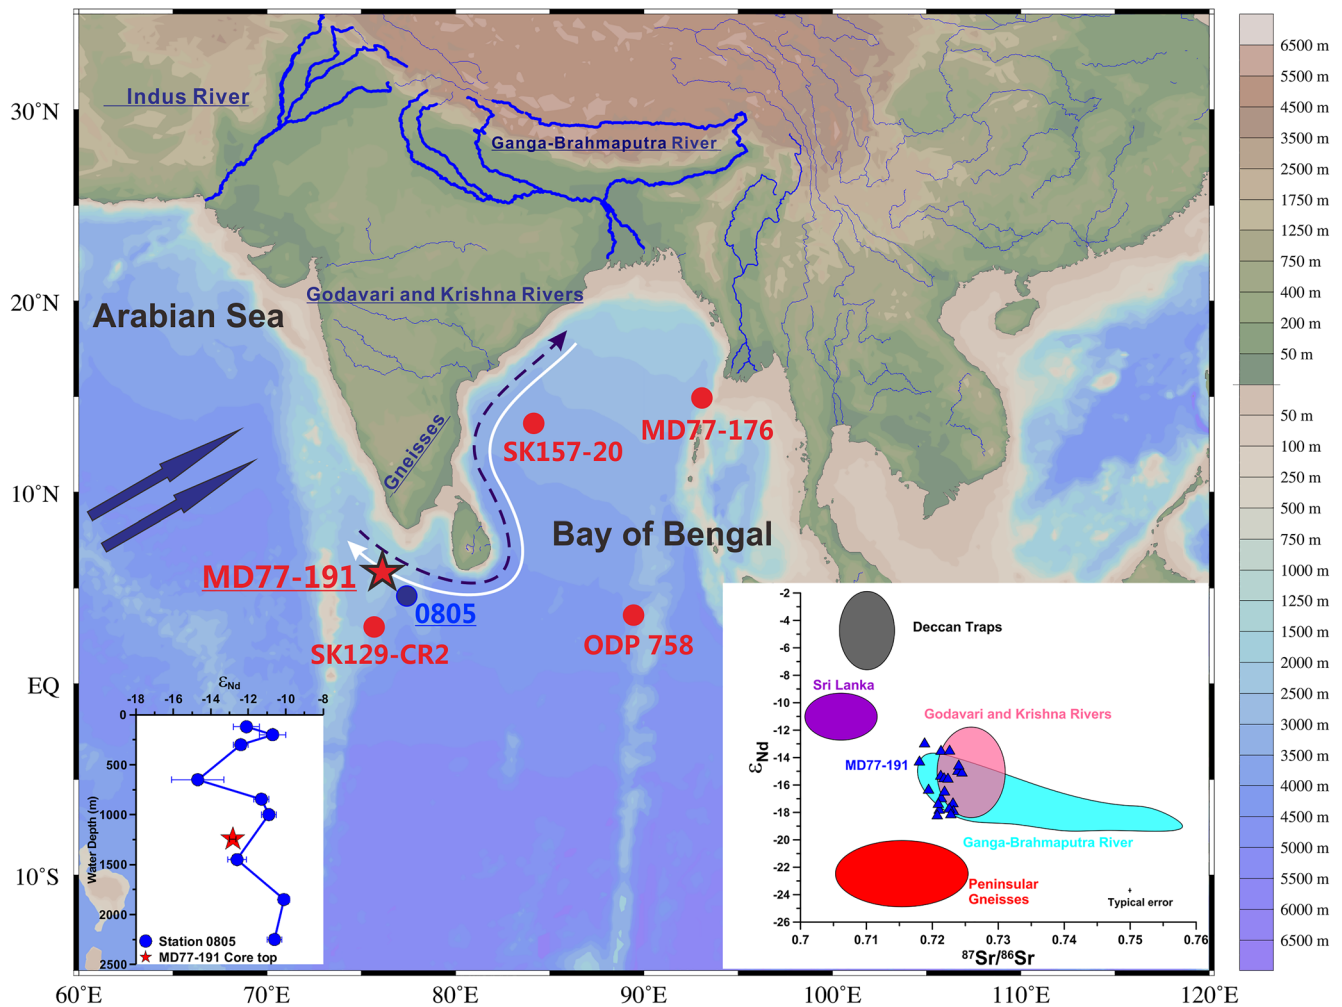 Indus River
Ganga-Brahmaputra River
Godavari and Krishna Rivers
Arabian Sea
Gneisses
SK157-20
MD77-176
Bay of Bengal
MD77-191
0805
SK129-CR2
ODP 758
30°N
20°N
10°N
EQ
10°S
60°E
70°E
80°E
90°E
100°E
110°E
120°E
6500 m
5500 m
4500 m
3500 m
2500 m
1750 m
1250 m
750 m
400 m
200 m
50 m
50 m
100 m
250 m
500 m
750 m
1000 m
1250 m
1500 m
2000 m
2500 m
3000 m
3500 m
4000 m
4500 m
5000 m
5500 m
6000 m
6500 m
εNd
-18 -16 -14 -12 -10 -8
0
500
1000
1500
2000
2500
Water Depth (m)
Station 0805
MD77-191 Core top
-2
-4
-6
-8
-10
-12
-14
-16
-18
-20
-22
-24
-26
εNd
Deccan Traps
Sri Lanka
Godavari and Krishna Rivers
MD77-191
Ganga-Brahmaputra River
Peninsular
Gneisses
Typical error
0.7 0.71 0.72 0.73 0.74 0.75 0.76
87Sr/86Sr